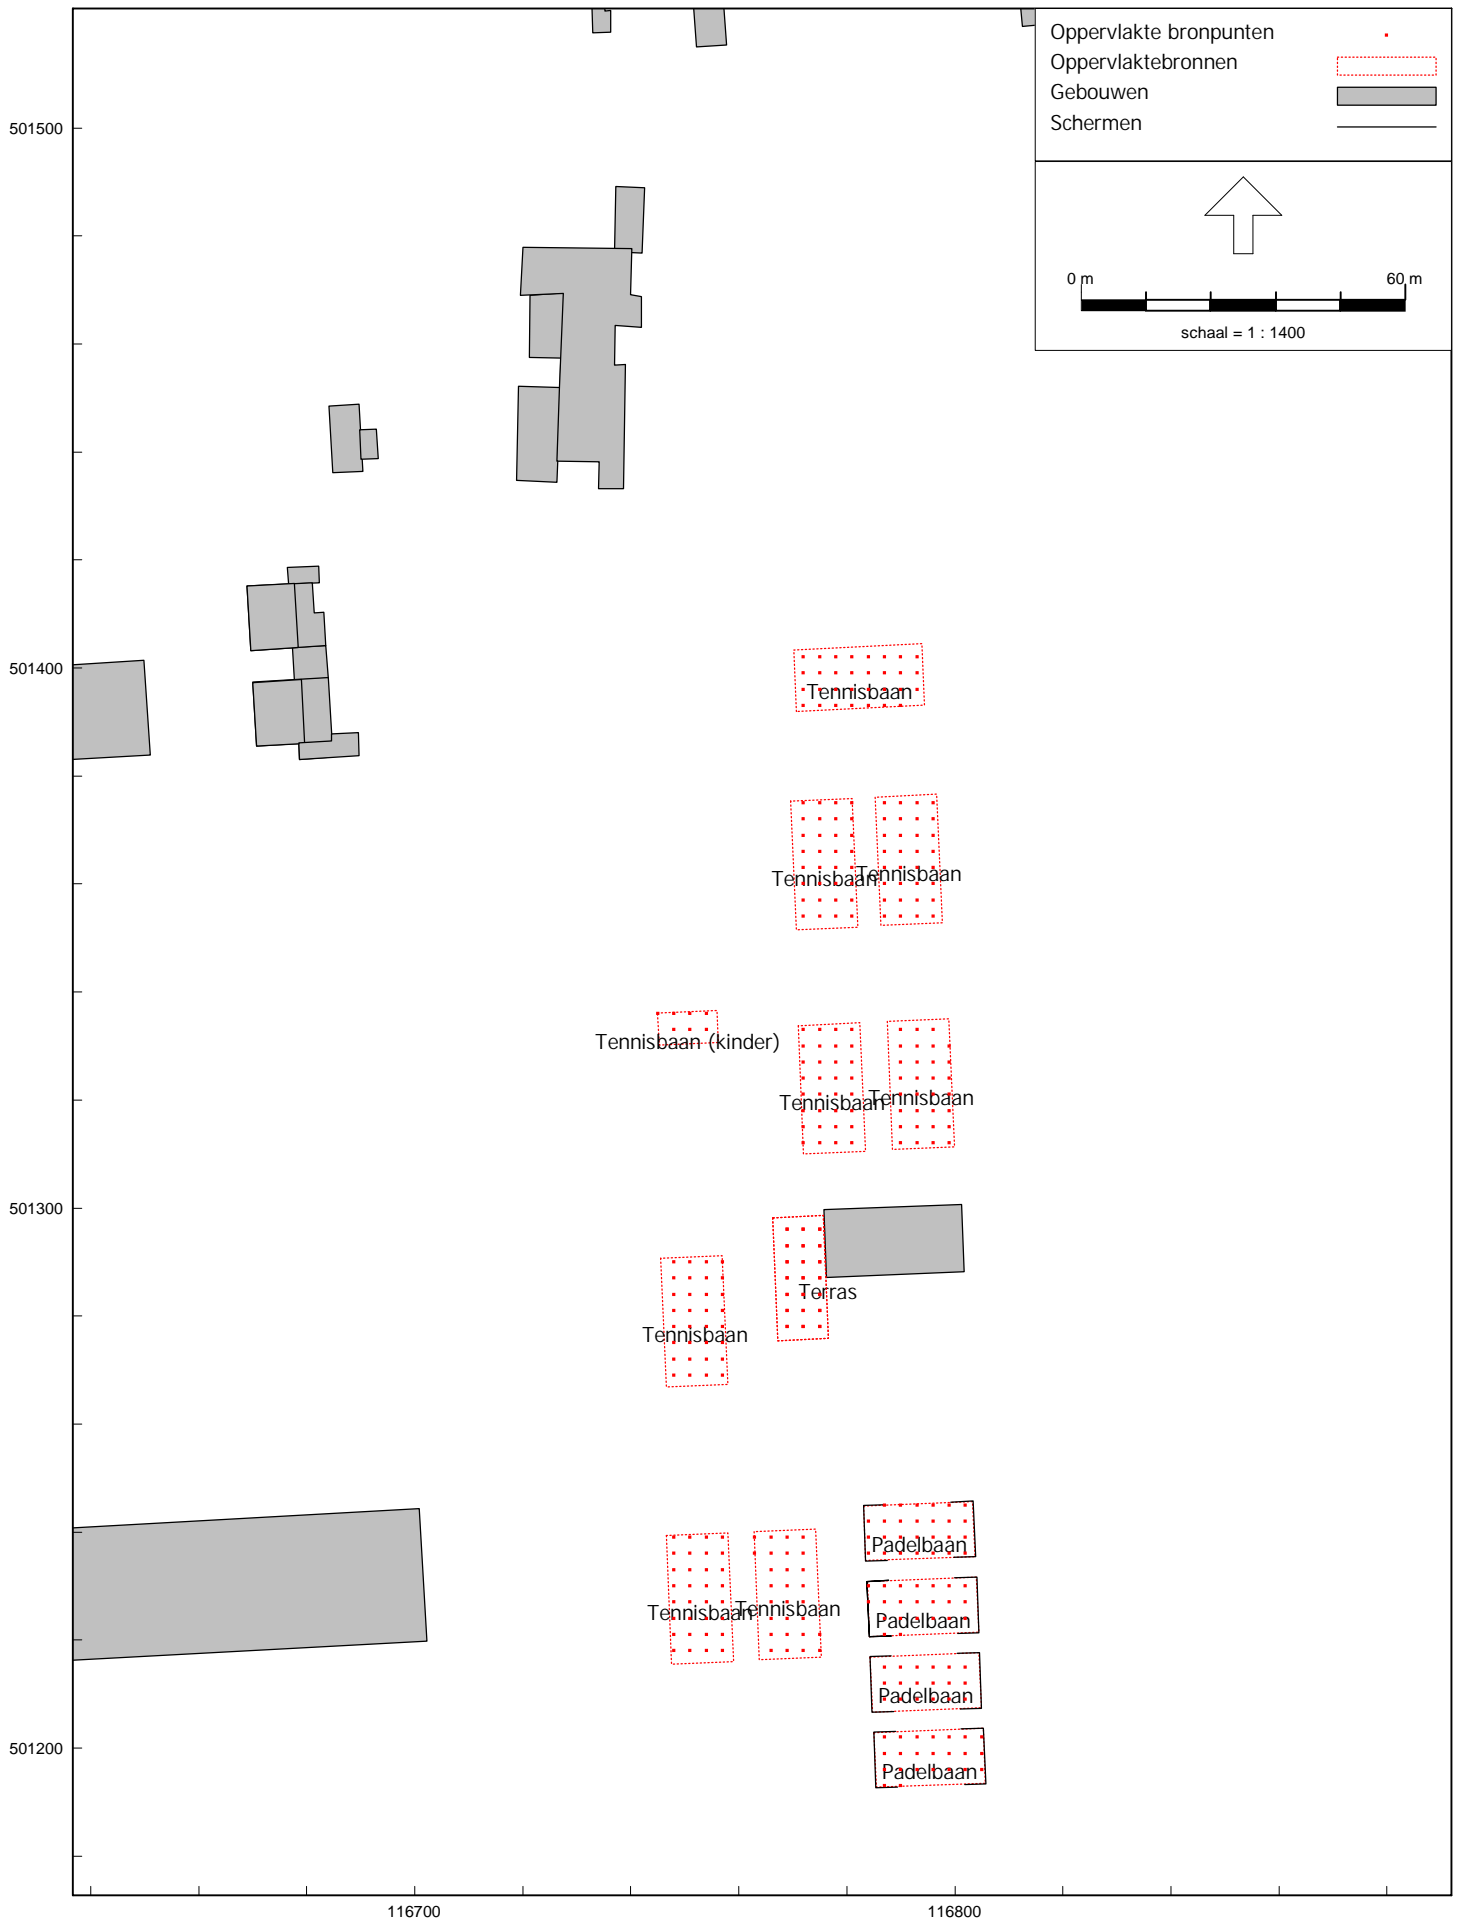 Oppervlakte bronpunten
Oppervlaktebronnen
Gebouwen
Schermen
0 m 60 m
schaal = 1 : 1400
501500
501400
501300
501200
116700 116800
Tennisbaan
Tennisbaan Tennisbaan
Tennisbaan (kinder)
Tennisbaan Tennisbaan
Terras
Tennisbaan
Padelbaan
Tennisbaan Tennisbaan
Padelbaan
Padelbaan
Padelbaan